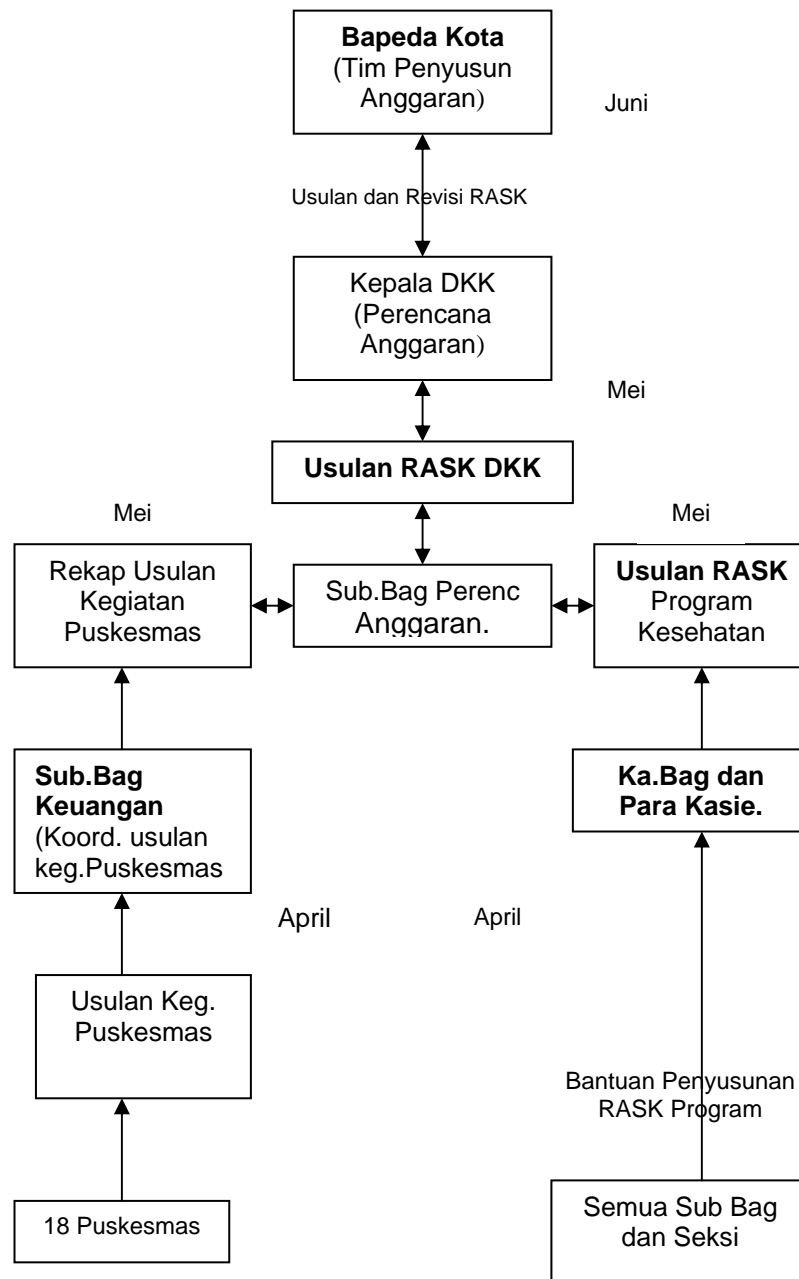 Bapeda Kota
(Tim Penyusun
Anggaran)
Juni
Usulan dan Revisi RASK
Kepala DKK
(Perencana
Anggaran)
Mei
Usulan RASK DKK
Mei
Mei
Rekap Usulan
Kegiatan
Puskesmas
Sub.Bag Perenc
Anggaran.
Usulan RASK
Program
Kesehatan
Sub.Bag
Keuangan
(Koord. usulan
keg.Puskesmas
Ka.Bag dan
Para Kasie.
April
April
Usulan Keg.
Puskesmas
Bantuan Penyusunan
RASK Program
18 Puskesmas
Semua Sub Bag
dan Seksi